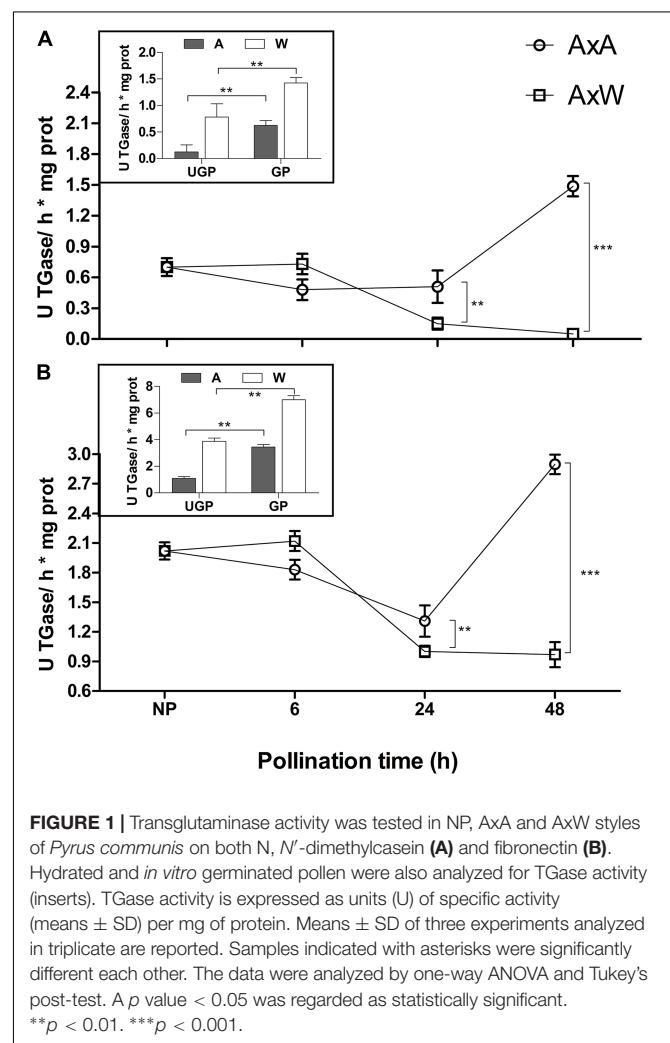 A
A W
U TGase/ h * mg prot
2.0
1.5
1.0
0.5
0.0
**
**
UGP GP
AxA
AxW
U TGase/ h * mg prot
2.4
2.1
1.8
1.5
1.2
0.9
0.6
0.3
0.0
**
***
B
A W
U TGase/ h * mg prot
8
6
4
2
0
**
**
UGP GP
U TGase/ h * mg prot
3.0
2.7
2.4
2.1
1.8
1.5
1.2
0.9
0.6
**
***
NP 6 24 48
Pollination time (h)
FIGURE 1 | Transglutaminase activity was tested in NP, AxA and AxW styles
of Pyrus communis on both N, N′-dimethylcasein (A) and fibronectin (B).
Hydrated and in vitro germinated pollen were also analyzed for TGase activity
(inserts). TGase activity is expressed as units (U) of specific activity
(means ± SD) per mg of protein. Means ± SD of three experiments analyzed
in triplicate are reported. Samples indicated with asterisks were significantly
different each other. The data were analyzed by one-way ANOVA and Tukey's
post-test. A p value < 0.05 was regarded as statistically significant.
**p < 0.01. ***p < 0.001.